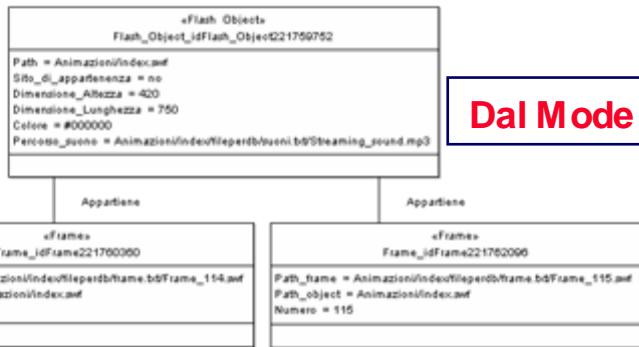 «Flash Object»
Flash_Object_idFlash_Object221759752
Path = Animazioni/index.swf
Sito_di_appartenenza = no
Dimensione_Altezza = 420
Dimensione_Lunghezza = 750
Colore = #000000
Percorso_suono = Animazioni/index/fileperdb/suoni.txt/Streaming_sound.mp3
Dal Mode
Appartiene
Appartiene
«Frame»
rame_idFrame221760360
zioni/index/fileperdb/frame.txt/Frame_114.swf
azioni/index.swf
«Frame»
Frame_idFrame221762096
Path_frame = Animazioni/index/fileperdb/frame.txt/Frame_115.swf
Path_object = Animazioni/index.swf
Numero = 115